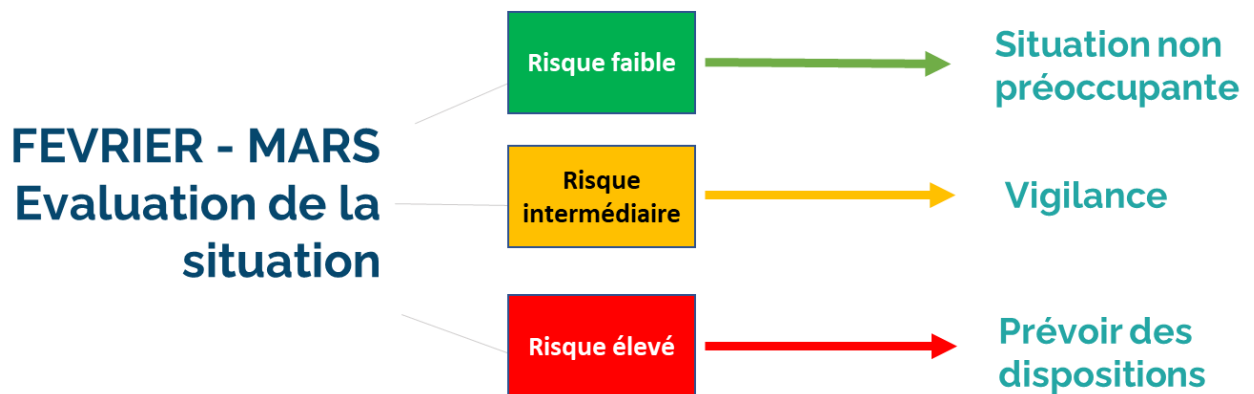 FEVRIER - MARS
Evaluation de la
situation
Risque faible
Situation non
préoccupante
Risque
intermédiaire
Vigilance
Risque élevé
Prévoir des
dispositions